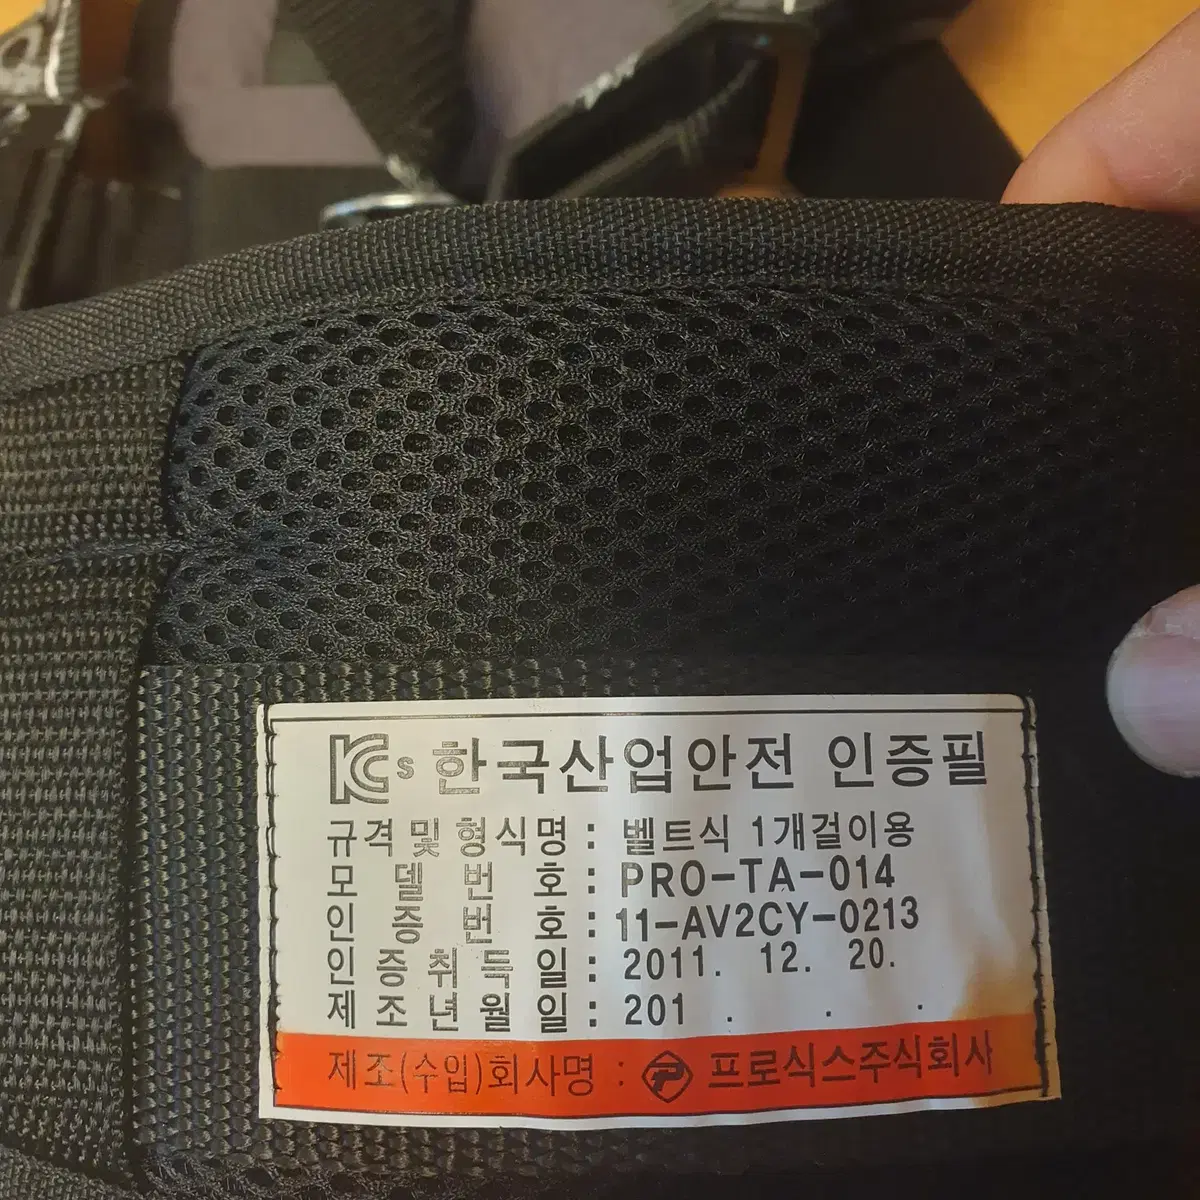 KCs 한국산업안전 인증필
규격 및 형식명 : 벨트식 1개걸이용
모 델 번 호 : PRO-TA-014
인 증 번 호 : 11-AV2CY-0213
인 증 취 득 일 : 2011. 12. 20.
제 조 년 월 일 : 201 . . .
제조(수입)회사명 : 프로식스주식회사